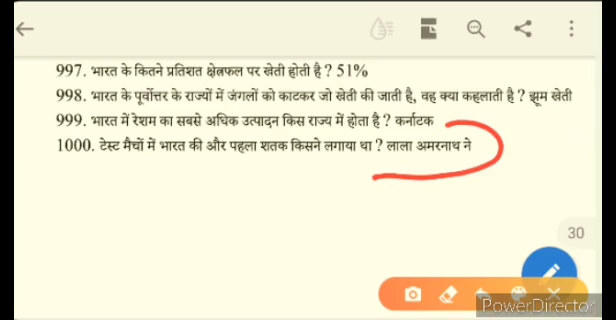 997. भारत के कितने प्रतिशत क्षेत्रफल पर खेती होती है ? 51%
998. भारत के पूर्वोत्तर के राज्यों में जंगलों को काटकर जो खेती की जाती है, वह क्या कहलाती है ? झूम खेती
999. भारत में रेशम का सबसे अधिक उत्पादन किस राज्य में होता है ? कर्नाटक
1000. टेस्ट मैचों में भारत की और पहला शतक किसने लगाया था ? लाला अमरनाथ ने
30
PowerDirector